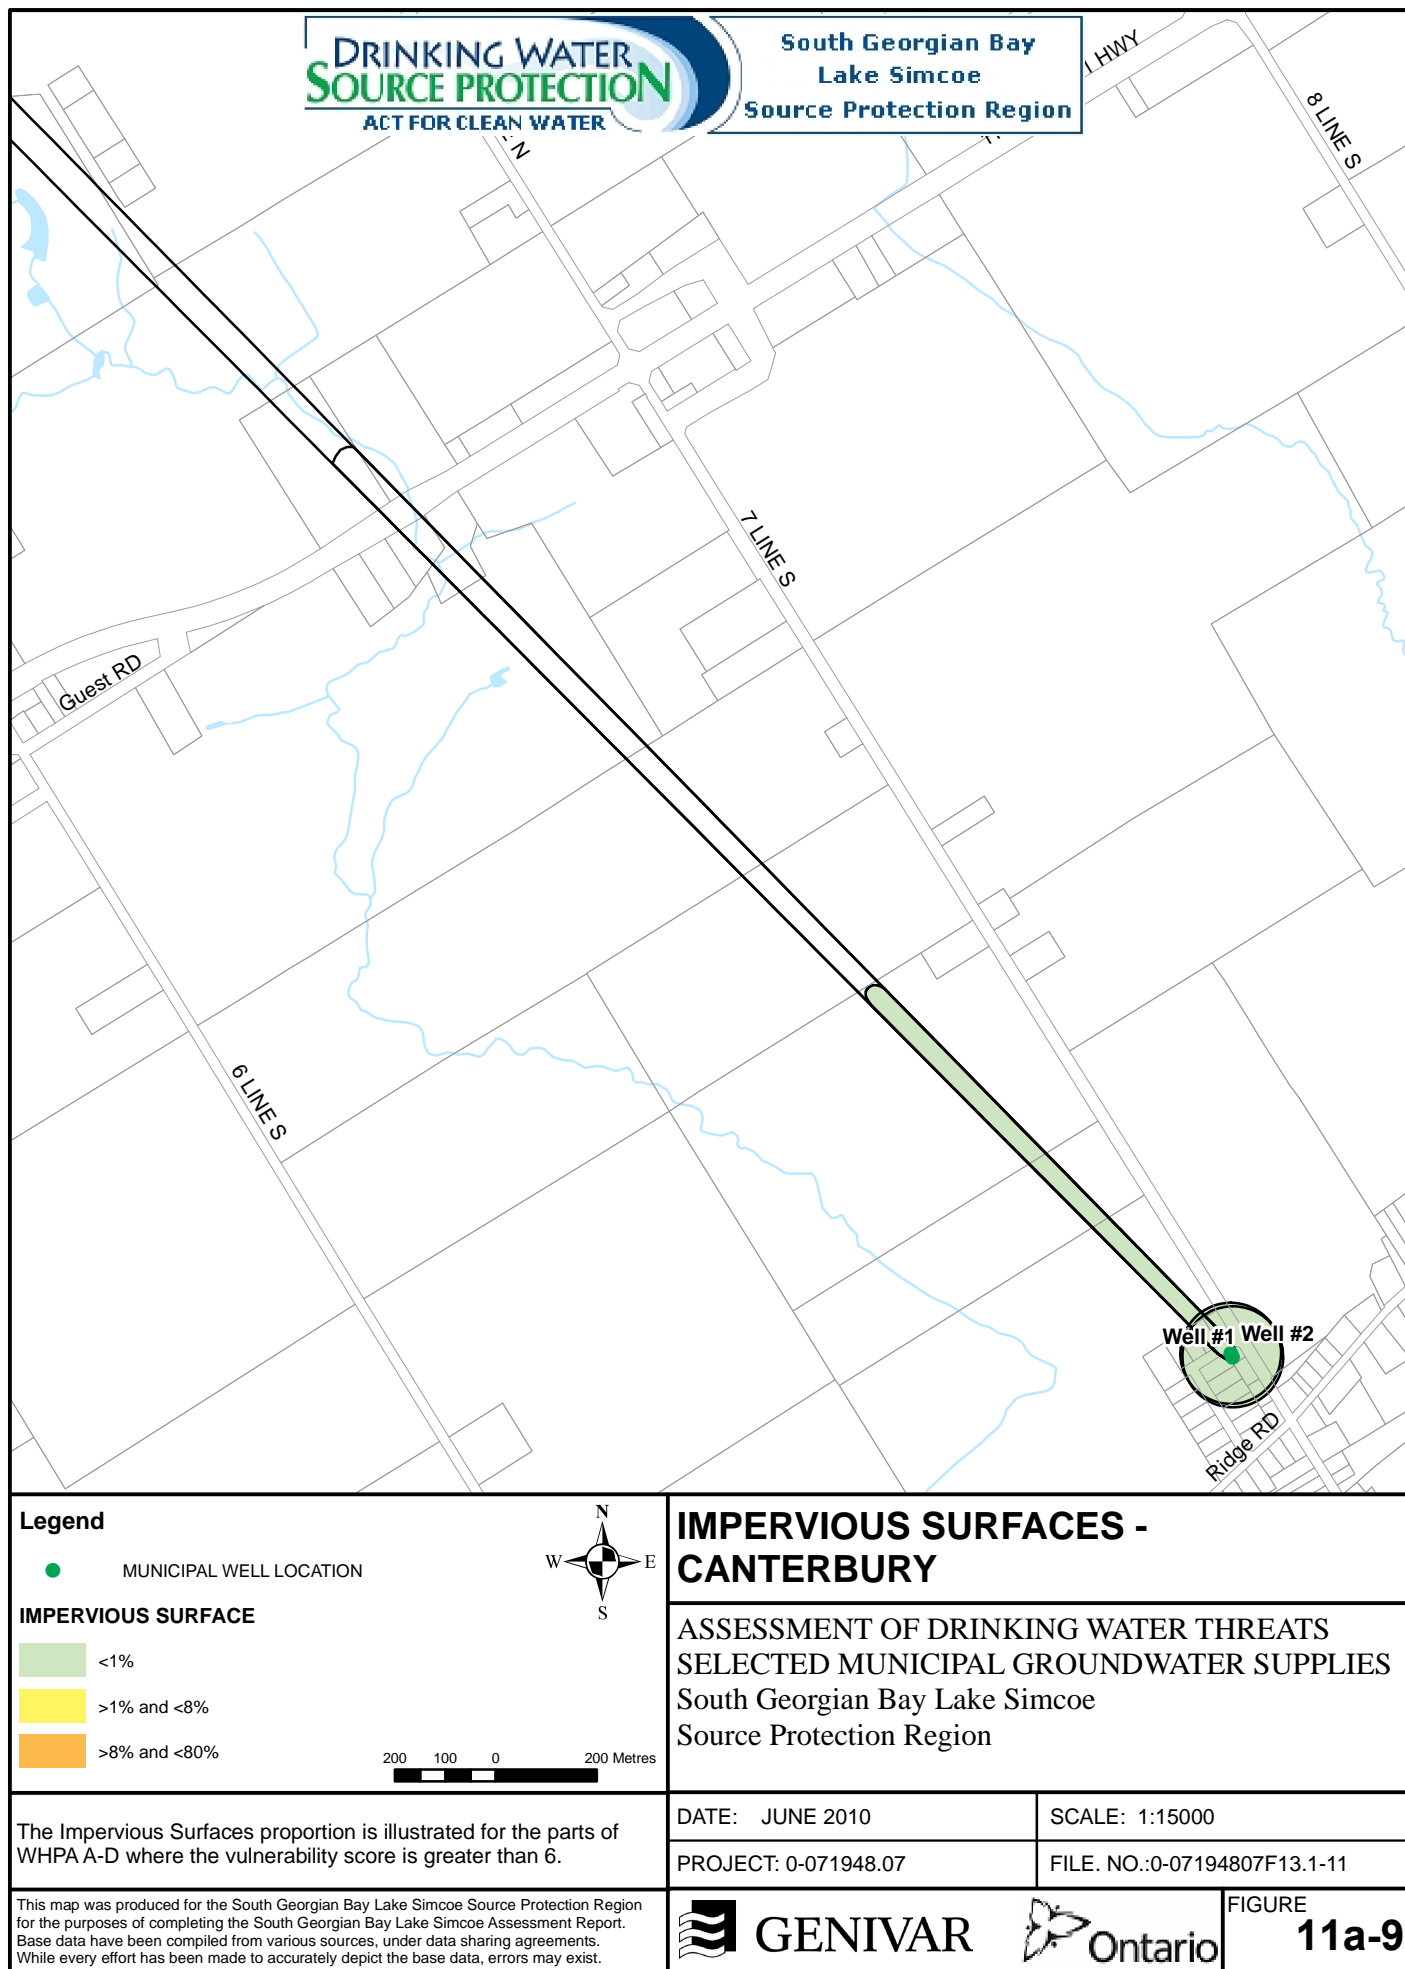 DRINKING WATER
SOURCE PROTECTION
ACT FOR CLEAN WATER
South Georgian Bay
Lake Simcoe
Source Protection Region
HWY
8 LINE S
N
7 LINE S
Guest RD
6 LINE S
Well #1 Well #2
Ridge RD
Legend
MUNICIPAL WELL LOCATION
IMPERVIOUS SURFACE
<1%
>1% and <8%
>8% and <80%
N
W E
S
200 100 0 200 Metres
The Impervious Surfaces proportion is illustrated for the parts of
WHPA A-D where the vulnerability score is greater than 6.
This map was produced for the South Georgian Bay Lake Simcoe Source Protection Region
for the purposes of completing the South Georgian Bay Lake Simcoe Assessment Report.
Base data have been compiled from various sources, under data sharing agreements.
While every effort has been made to accurately depict the base data, errors may exist.
IMPERVIOUS SURFACES -
CANTERBURY
ASSESSMENT OF DRINKING WATER THREATS
SELECTED MUNICIPAL GROUNDWATER SUPPLIES
South Georgian Bay Lake Simcoe
Source Protection Region
DATE: JUNE 2010
SCALE: 1:15000
PROJECT: 0-071948.07
FILE. NO.:0-07194807F13.1-11
GENIVAR
Ontario
FIGURE
11a-9